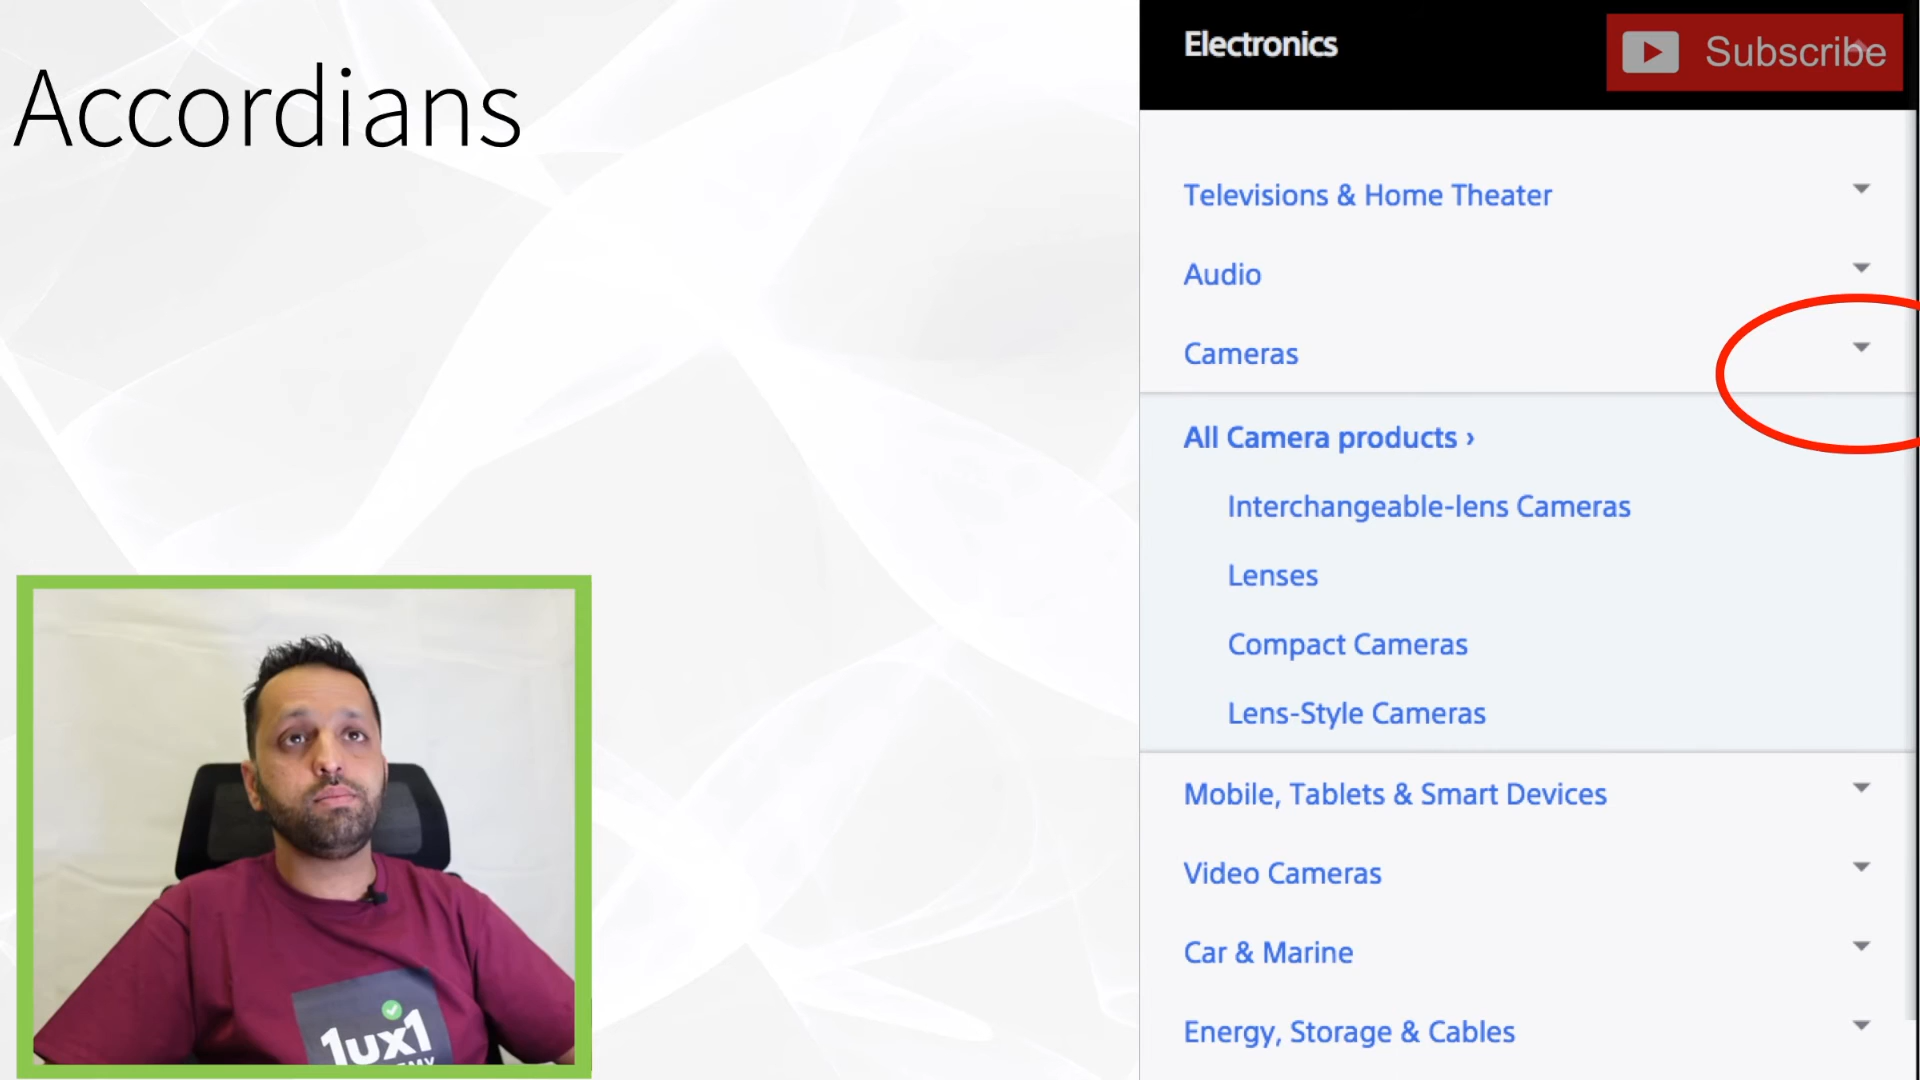 Accordians
Electronics
Subscribe
Televisions & Home Theater
Audio
Cameras
All Camera products ›
Interchangeable-lens Cameras
Lenses
Compact Cameras
Lens-Style Cameras
Mobile, Tablets & Smart Devices
Video Cameras
Car & Marine
Energy, Storage & Cables
1ux1